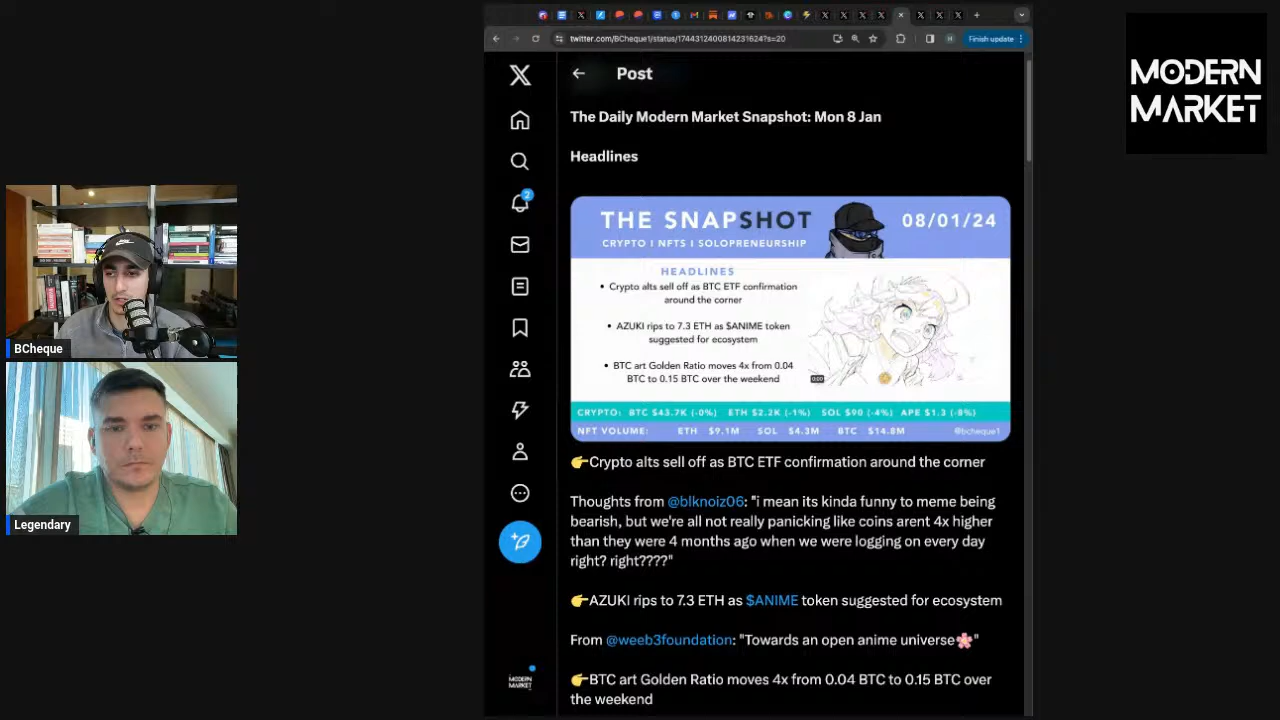 twitter.com/BCheque1/status/1744312400814231624?s=20
Finish update
MODERN
MARKET
Post
The Daily Modern Market Snapshot: Mon 8 Jan
Headlines
2
THE SNAPSHOT
08/01/24
CRYPTO I NFTS I SOLOPRENEURSHIP
HEADLINES
• Crypto alts sell off as BTC ETF confirmation
around the corner
• AZUKI rips to 7.3 ETH as $ANIME token
suggested for ecosystem
• BTC art Golden Ratio moves 4x from 0.04
BTC to 0.15 BTC over the weekend
0:00
CRYPTO: BTC $43.7K (-0%) ETH $2.2K (-1%) SOL $90 (-4%) APE $1.3 (-8%)
NFT VOLUME: ETH $9.1M SOL $4.3M BTC $14.8M @bcheque1
👉Crypto alts sell off as BTC ETF confirmation around the corner
Thoughts from @blknoiz06: "i mean its kinda funny to meme being
bearish, but we're all not really panicking like coins arent 4x higher
than they were 4 months ago when we were logging on every day
right? right????"
👉AZUKI rips to 7.3 ETH as $ANIME token suggested for ecosystem
From @weeb3foundation: "Towards an open anime universe🌸"
👉BTC art Golden Ratio moves 4x from 0.04 BTC to 0.15 BTC over
the weekend
MODERN
MARKET
BCheque
Legendary